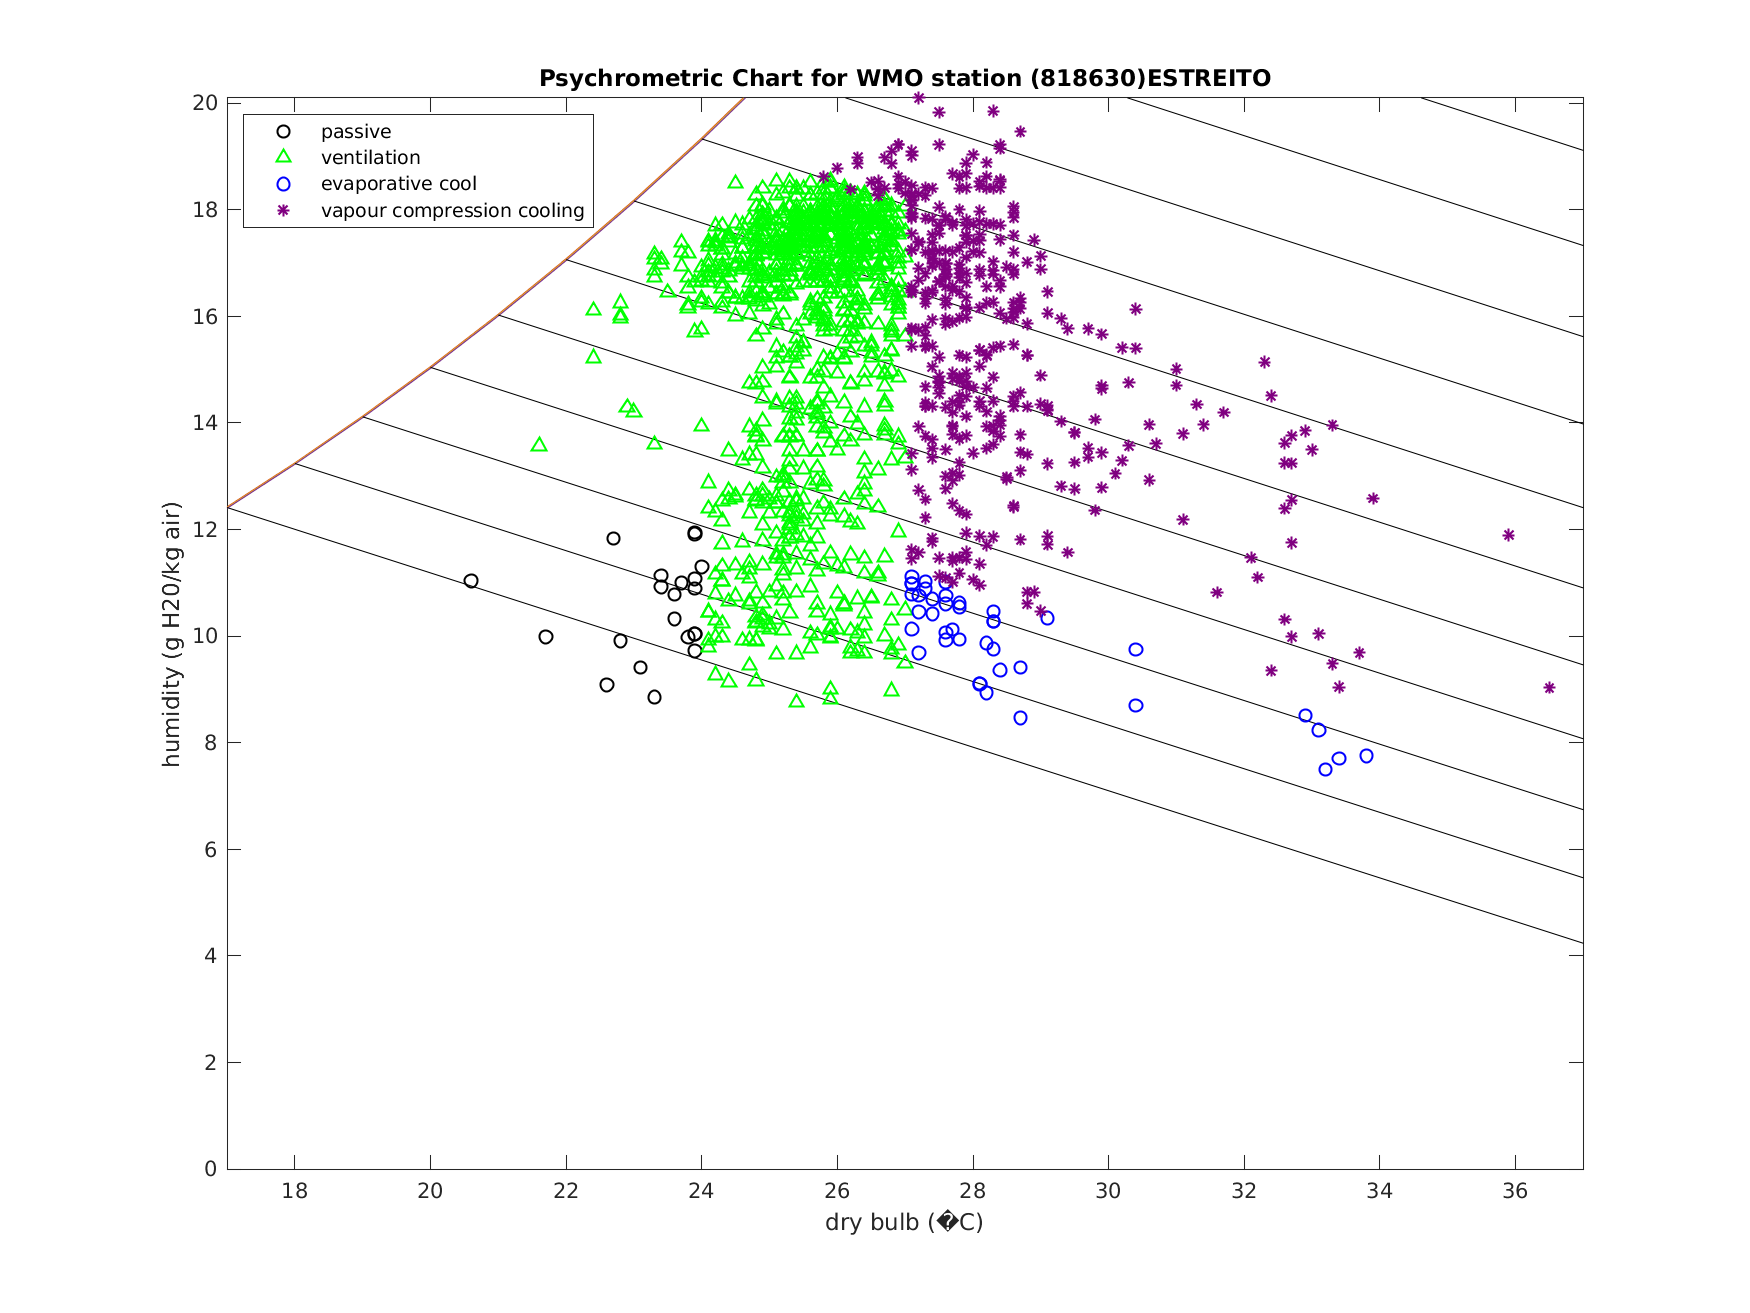 Psychrometric Chart for WMO station (818630)ESTREITO
passive
ventilation
evaporative cool
vapour compression cooling
humidity (g H20/kg air)
20
18
16
14
12
10
8
6
4
2
0
18 20 22 24 26 28 30 32 34 36
dry bulb (�C)